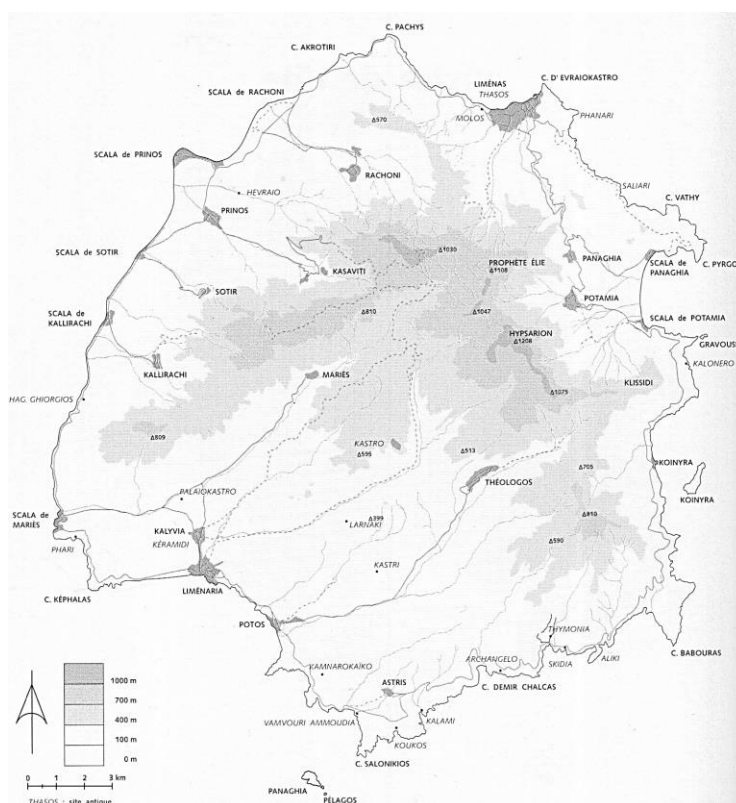 C. PACHYS
C. AKROTIRI
LIMÉNAS
THASOS
C. D'EVRAIOKASTRO
SCALA de RACHONI
MOLOS
PHANARI
△570
SCALA de PRINOS
RACHONI
HEVRAIO
SALIARI
PRINOS
C. VATHY
△1030
SCALA de SOTIR
KASAVITI
PROPHÈTE ÉLIE
△1108
PANAGHIA
SCALA de
PANAGHIA
C. PYRGO
SOTIR
POTAMIA
SCALA de
KALLIRACHI
△810
△1047
SCALA de POTAMIA
HYPSARION
△1208
GRAVOUSS
KALLIRACHI
MARIÈS
KALONERO
KLISSIDI
HAG. GHIORGIOS
△1075
△809
KASTRO
△595
△513
KOINYRA
△705
THÉOLOGOS
KOINYRA
PALAIOKASTRO
SCALA de
MARIÈS
△399
LARNAKI
△910
KALYVIA
PHARI
KÉRAMIDI
△590
KASTRI
C. KÉPHALAS
LIMÉNARIA
POTOS
THYMONIA
C. BABOURAS
ARCHANGELO
SKIDIA
ALIKI
KAMNAROKAÏKO
ASTRIS
C. DEMIR CHALCAS
1000 m
700 m
400 m
100 m
0 m
VAMVOURI AMMOUDIA
KALAMI
KOUKOS
C. SALONIKIOS
0 1 2 3 km
PANAGHIA
PÉLAGOS
THASOS : site antique